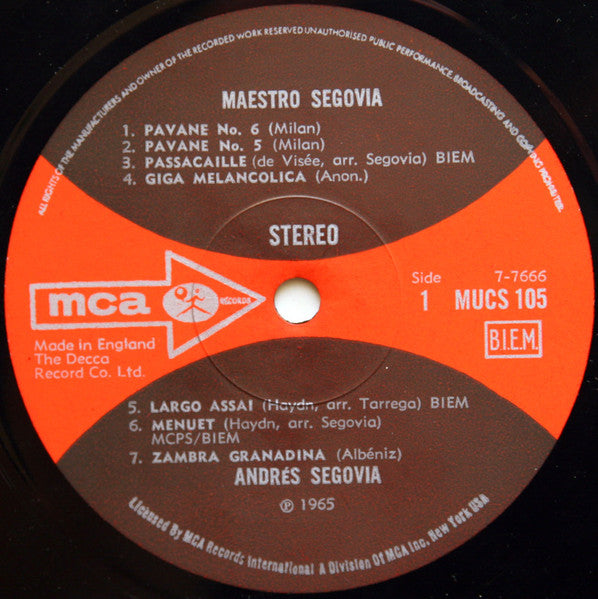 ALL RIGHTS OF THE MANUFACTURERS AND OWNER OF THE RECORDED WORK RESERVED UNAUTHORISED PUBLIC PERFORMANCE, BROADCASTING AND COPYING PROHIBITED.
MAESTRO SEGOVIA
1. PAVANE No. 6 (Milan)
2. PAVANE No. 5 (Milan)
3. PASSACAILLE (de Visée, arr. Segovia) BIEM
4. GIGA MELANCOLICA (Anon.)
STEREO
mca RECORDS
Made in England
The Decca
Record Co. Ltd.
Side 7-7666
1 MUCS 105
B.I.E.M.
5. LARGO ASSAI (Haydn, arr. Tarrega) BIEM
6. MENUET (Haydn, arr. Segovia)
MCPS/BIEM
7. ZAMBRA GRANADINA (Albéniz)
ANDRÉS SEGOVIA
℗ 1965
Licensed By MCA Records International A Division Of MCA Inc. New York USA